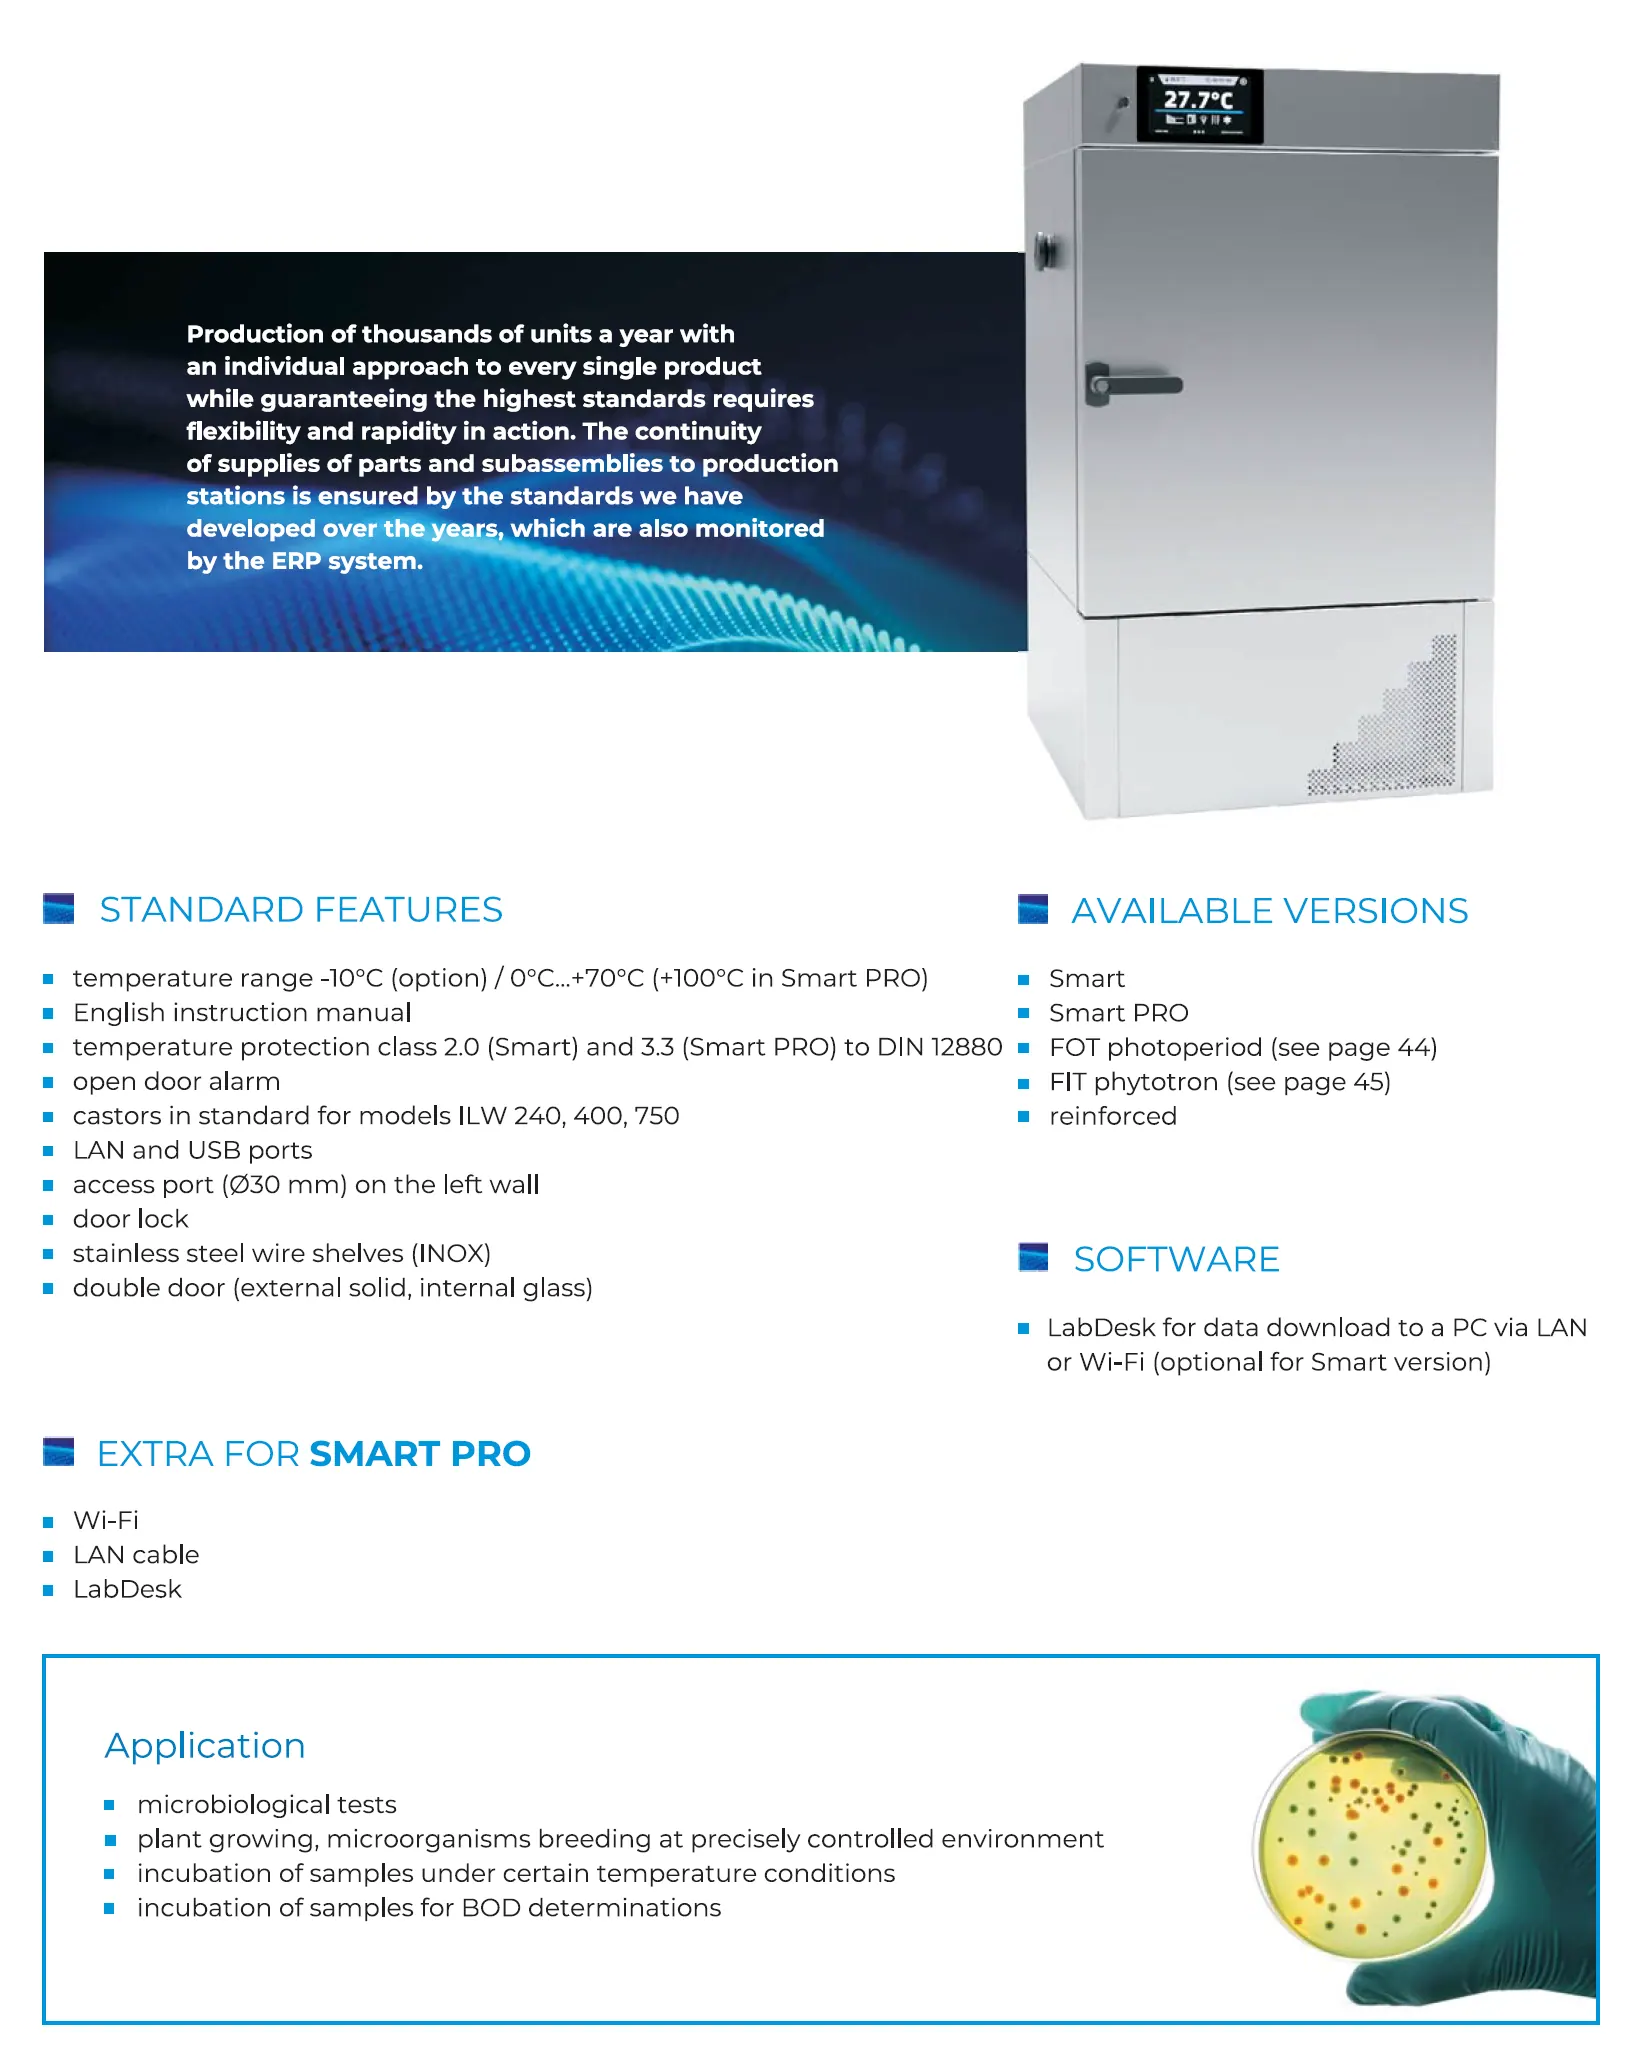 27.7°C
Production of thousands of units a year with
an individual approach to every single product
while guaranteeing the highest standards requires
flexibility and rapidity in action. The continuity
of supplies of parts and subassemblies to production
stations is ensured by the standards we have
developed over the years, which are also monitored
by the ERP system.
STANDARD FEATURES
temperature range -10°C (option) / 0°C...+70°C (+100°C in Smart PRO)
English instruction manual
temperature protection class 2.0 (Smart) and 3.3 (Smart PRO) to DIN 12880
open door alarm
castors in standard for models ILW 240, 400, 750
LAN and USB ports
access port (Ø30 mm) on the left wall
door lock
stainless steel wire shelves (INOX)
double door (external solid, internal glass)
AVAILABLE VERSIONS
Smart
Smart PRO
FOT photoperiod (see page 44)
FIT phytotron (see page 45)
reinforced
SOFTWARE
LabDesk for data download to a PC via LAN
or Wi-Fi (optional for Smart version)
EXTRA FOR SMART PRO
Wi-Fi
LAN cable
LabDesk
Application
microbiological tests
plant growing, microorganisms breeding at precisely controlled environment
incubation of samples under certain temperature conditions
incubation of samples for BOD determinations